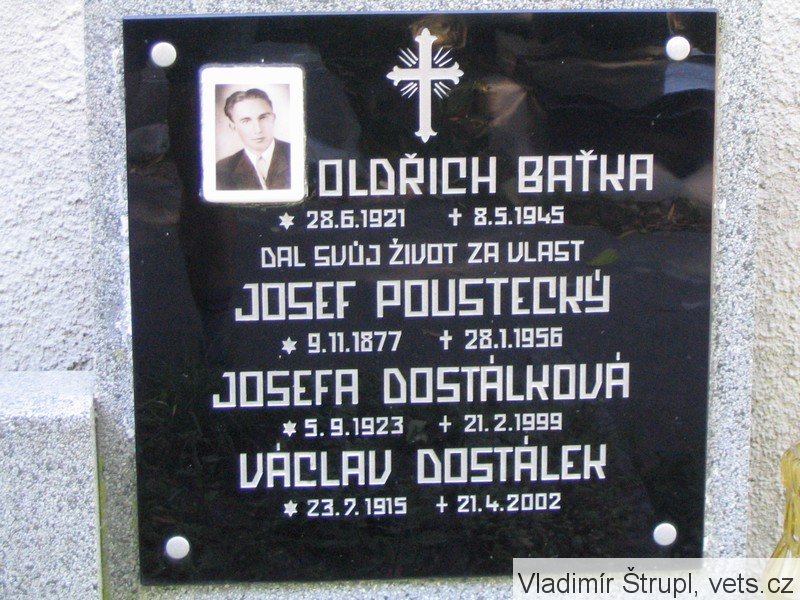 OLDŘICH BAŤKA
* 28.6.1921 ✝ 8.5.1945
DAL SVŮJ ŽIVOT ZA VLAST
JOSEF POUSTECKÝ
* 9.11.1877 ✝ 28.1.1956
JOSEFA DOSTÁLKOVÁ
* 5.9.1923 ✝ 21.2.1999
VÁCLAV DOSTÁLEK
* 23.7.1915 ✝ 21.4.2002
Vladimír Štrupl, vets.cz